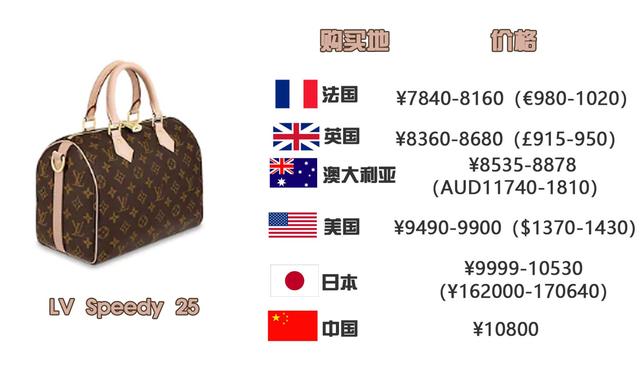 购买地 价格
法国 ¥7840-8160（€980-1020）
英国 ¥8360-8680（£915-950）
澳大利亚 ¥8535-8878
（AUD11740-1810）
美国 ¥9490-9900（$1370-1430）
日本 ¥9999-10530
（¥162000-170640）
中国 ¥10800
LV Speedy 25